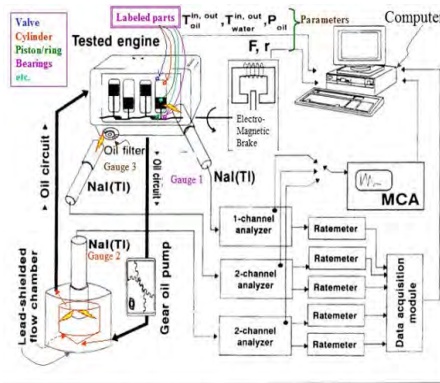 Valve
Cylinder
Piston/ring
Bearings
etc.
Labeled parts
Tested engine
T in, out oil, T in, out water, P oil
F, r
Parameters
Computer
Electro-
Magnetic
Brake
Oil filter
Gauge 3
Oil circuit
Oil circuit
Gauge 1
NaI(Tl)
NaI(Tl)
MCA
NaI(Tl)
Gauge 2
Gear oil pump
Lead-shielded
flow chamber
1-channel
analyzer
2-channel
analyzer
2-channel
analyzer
Ratemeter
Ratemeter
Ratemeter
Ratemeter
Ratemeter
Data acquisition
module